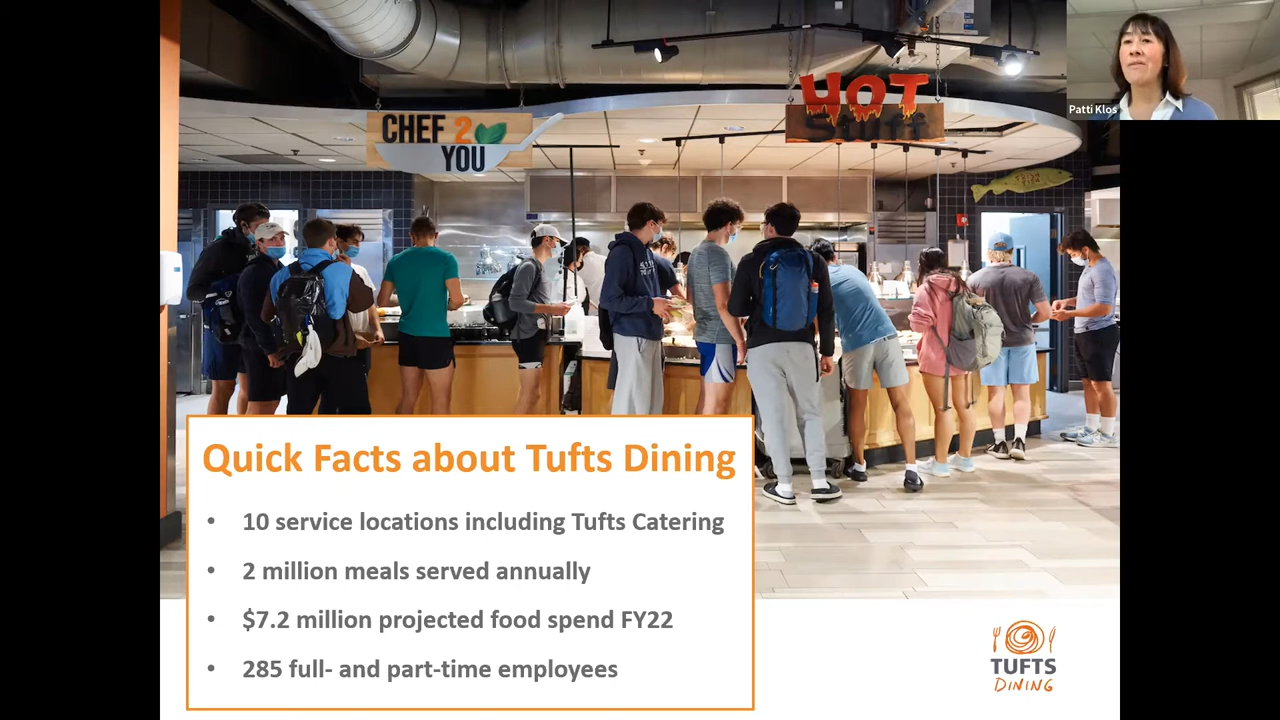 Patti Klos
HOT
Stuff
CHEF 2
YOU
Quick Facts about Tufts Dining
• 10 service locations including Tufts Catering
• 2 million meals served annually
• $7.2 million projected food spend FY22
• 285 full- and part-time employees
TUFTS
DINING